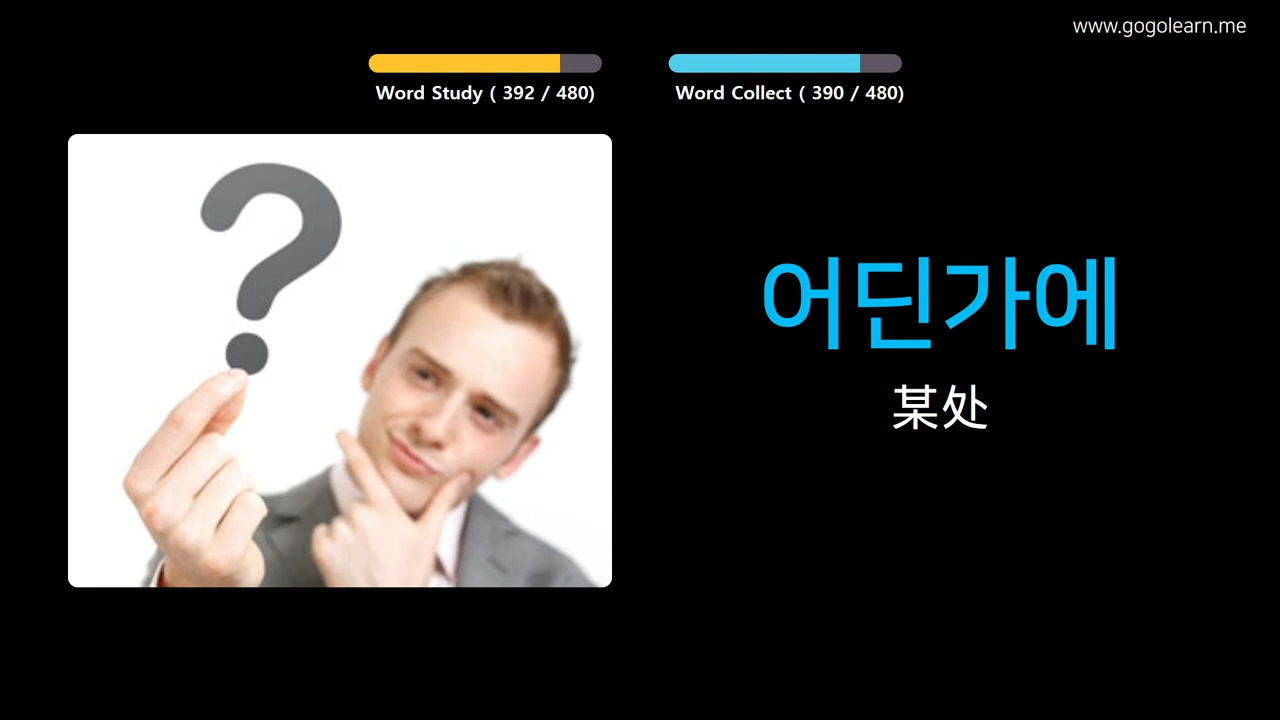 www.gogolearn.me
Word Study ( 392 / 480)
Word Collect ( 390 / 480)
?
어딘가에
某处